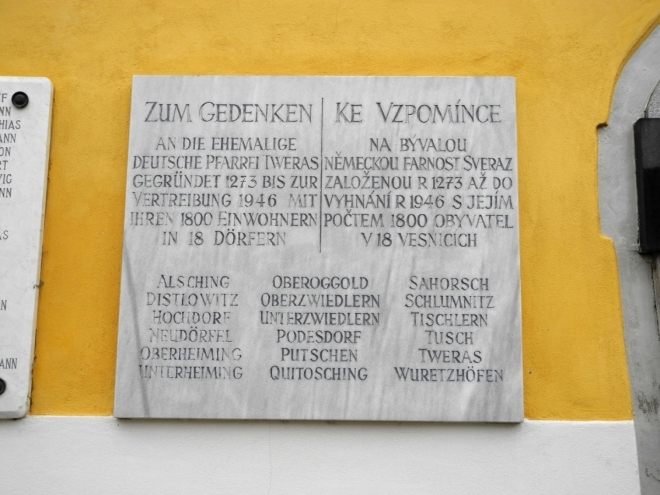 ZUM GEDENKEN
AN DIE EHEMALIGE
DEUTSCHE PFARREI TWERAS
GEGRÜNDET 1273 BIS ZUR
VERTREIBUNG 1946 MIT
IHREN 1800 EINWOHNERN
IN 18 DÖRFERN
KE VZPOMÍNCE
NA BÝVALOU
NĚMECKOU FARNOST SVERAZ
ZALOŽENOU R 1273 AŽ DO
VYHNÁNÍ R 1946 S JEJÍM
POČTEM 1800 OBYVATEL
V 18 VESNICÍCH
ALSCHING
DISTLOWITZ
HOCHDORF
NEUDÖRFEL
OBERHEIMING
UNTERHEIMING
OBEROGGOLD
OBERZWIEDLERN
UNTERZWIEDLERN
PODESDORF
PUTSCHEN
QUITOSCHING
SAHORSCH
SCHLUMNITZ
TISCHLERN
TUSCH
TWERAS
WURETZHÖFEN